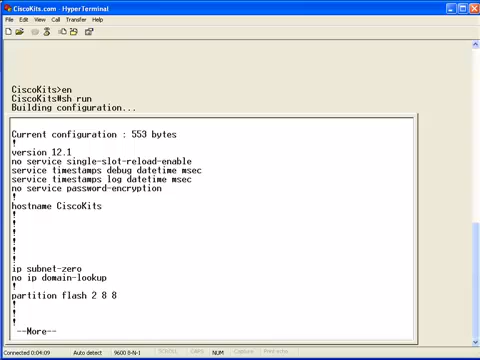 CiscoKits.com - HyperTerminal
File Edit View Call Transfer Help
CiscoKits>en
CiscoKits#sh run
Building configuration...
Current configuration : 553 bytes
!
version 12.1
no service single-slot-reload-enable
service timestamps debug datetime msec
service timestamps log datetime msec
no service password-encryption
!
hostname CiscoKits
!
!
!
!
!
!
ip subnet-zero
no ip domain-lookup
!
partition flash 2 8 8
!
!
!
--More--
Connected 0:04:09 Auto detect 9600 8-N-1 SCROLL CAPS NUM Capture Print echo